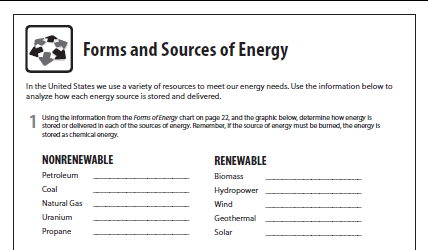 Forms and Sources of Energy
In the United States we use a variety of resources to meet our energy needs. Use the information below to
analyze how each energy source is stored and delivered.
1 Using the information from the Forms of Energy chart on page 22, and the graphic below, determine how energy is
stored or delivered in each of the sources of energy. Remember, if the source of energy must be burned, the energy is
stored as chemical energy.
NONRENEWABLE
Petroleum
Coal
Natural Gas
Uranium
Propane
RENEWABLE
Biomass
Hydropower
Wind
Geothermal
Solar